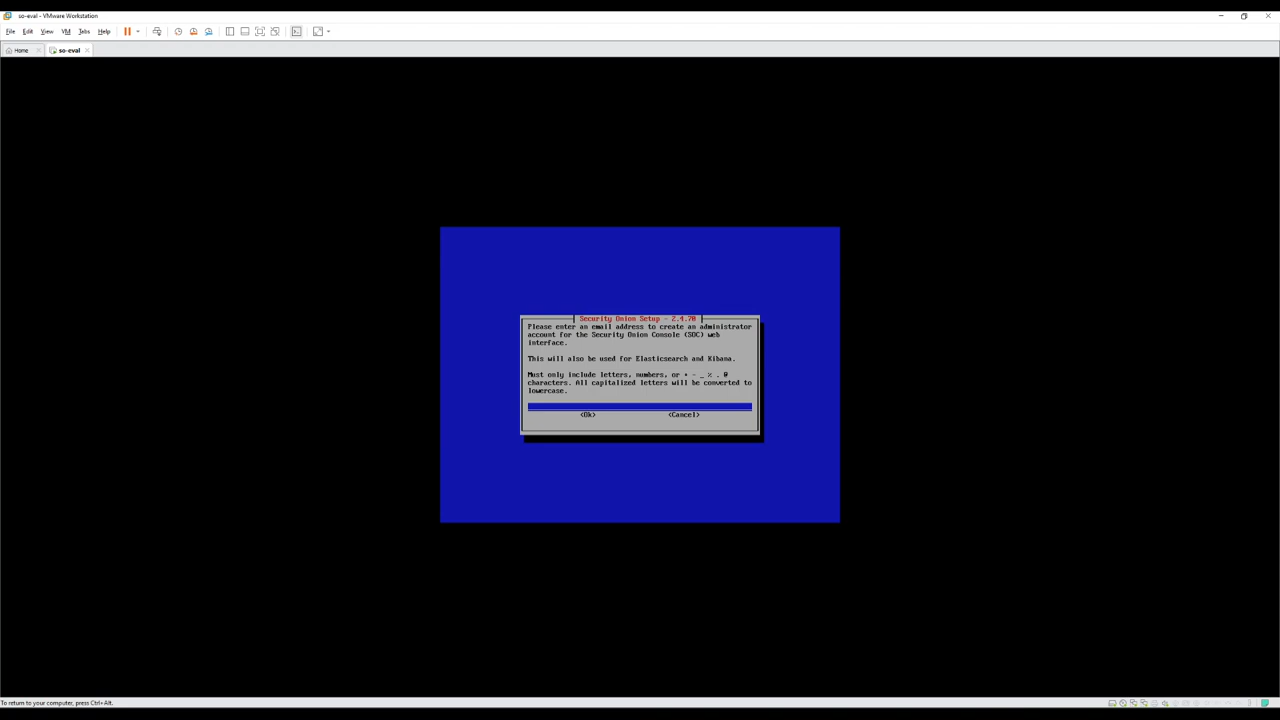 so-eval - VMware Workstation
File Edit View VM Tabs Help
Home so-eval
Security Onion Setup - 2.4.70
Please enter an email address to create an administrator
account for the Security Onion Console (SOC) web
interface.
This will also be used for Elasticsearch and Kibana.
Must only include letters, numbers, or + - _ % . @
characters. All capitalized letters will be converted to
lowercase.
<Ok> <Cancel>
To return to your computer, press Ctrl+Alt.